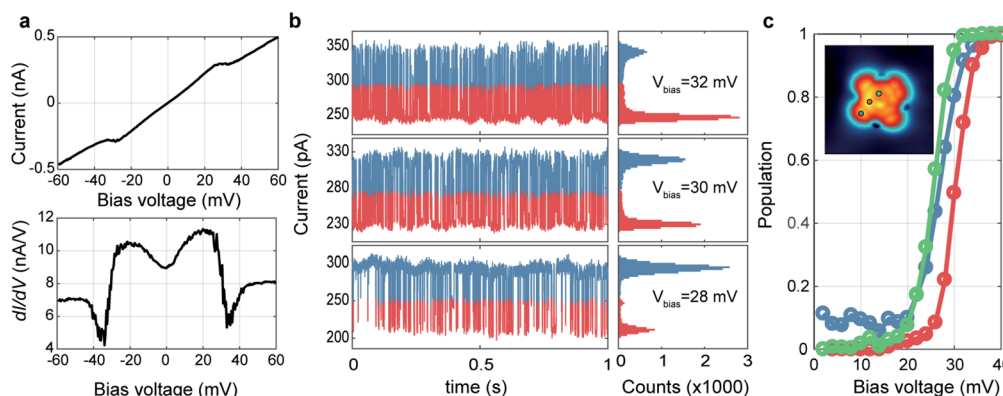 a
Current (nA)
0.5
0
-0.5
-60 -40 -20 0 20 40 60
Bias voltage (mV)
dI/dV (nA/V)
12
10
8
6
4
-60 -40 -20 0 20 40 60
Bias voltage (mV)
b
Current (pA)
350
300
250
330
280
230
300
250
200
0 0.5 1
time (s)
V bias=32 mV
V bias=30 mV
V bias=28 mV
0 1 2 3
Counts (x1000)
c
Population
1
0.8
0.6
0.4
0.2
0
0 10 20 30 40
Bias voltage (mV)